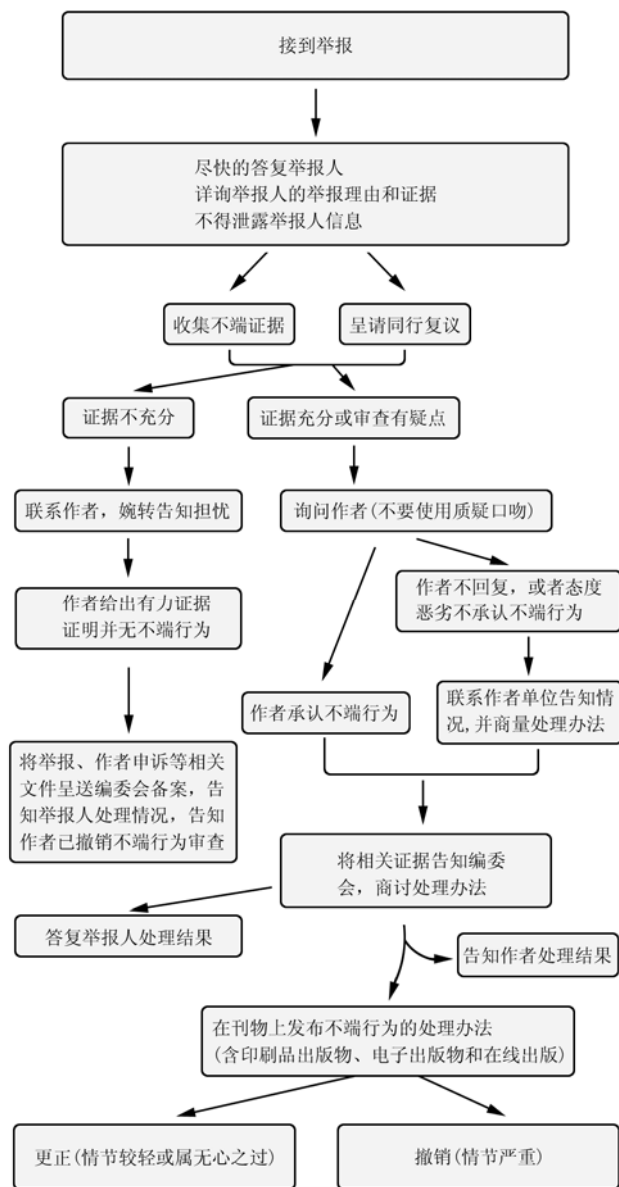 接到举报
尽快的答复举报人
详询举报人的举报理由和证据
不得泄露举报人信息
收集不端证据
呈请同行复议
证据不充分
证据充分或审查有疑点
联系作者，婉转告知担忧
询问作者(不要使用质疑口吻)
作者给出有力证据
证明并无不端行为
作者不回复，或者态度
恶劣不承认不端行为
作者承认不端行为
联系作者单位告知情
况,并商量处理办法
将举报、作者申诉等相关
文件呈送编委会备案，告
知举报人处理情况，告知
作者已撤销不端行为审查
将相关证据告知编委
会，商讨处理办法
答复举报人处理结果
告知作者处理结果
在刊物上发布不端行为的处理办法
(含印刷品出版物、电子出版物和在线出版)
更正(情节较轻或属无心之过)
撤销(情节严重)